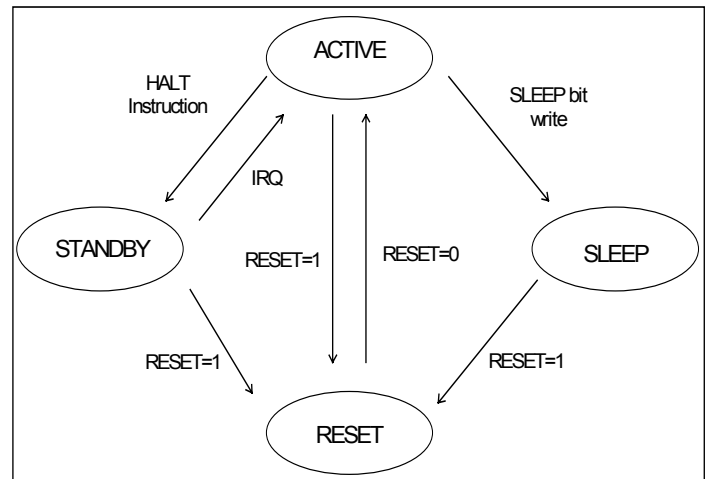 ACTIVE
HALT
Instruction
SLEEP bit
write
IRQ
STANDBY
RESET=1
RESET=0
SLEEP
RESET=1
RESET=1
RESET